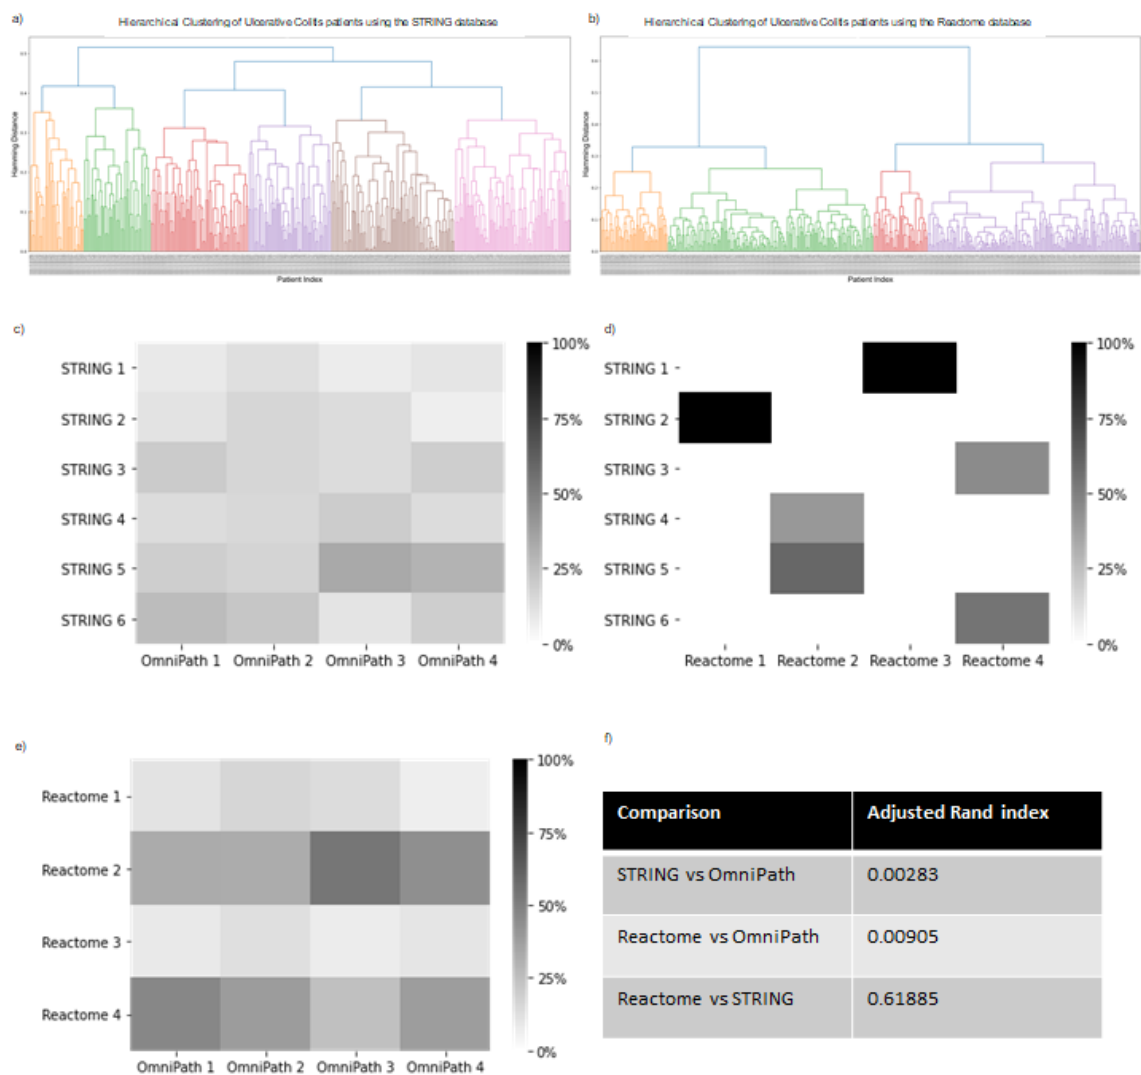 a)
Hierarchical Clustering of Ulcerative Colitis patients using the STRING database
b)
Hierarchical Clustering of Ulcerative Colitis patients using the Reactome database
Hamming Distance
Patient Index
Hamming Distance
Patient Index
c)
STRING 1
STRING 2
STRING 3
STRING 4
STRING 5
STRING 6
OmniPath 1 OmniPath 2 OmniPath 3 OmniPath 4
100%
75%
50%
25%
0%
d)
STRING 1
STRING 2
STRING 3
STRING 4
STRING 5
STRING 6
Reactome 1 Reactome 2 Reactome 3 Reactome 4
100%
75%
50%
25%
0%
e)
Reactome 1
Reactome 2
Reactome 3
Reactome 4
OmniPath 1 OmniPath 2 OmniPath 3 OmniPath 4
100%
75%
50%
25%
0%
f)
Comparison Adjusted Rand index
STRING vs OmniPath 0.00283
Reactome vs OmniPath 0.00905
Reactome vs STRING 0.61885